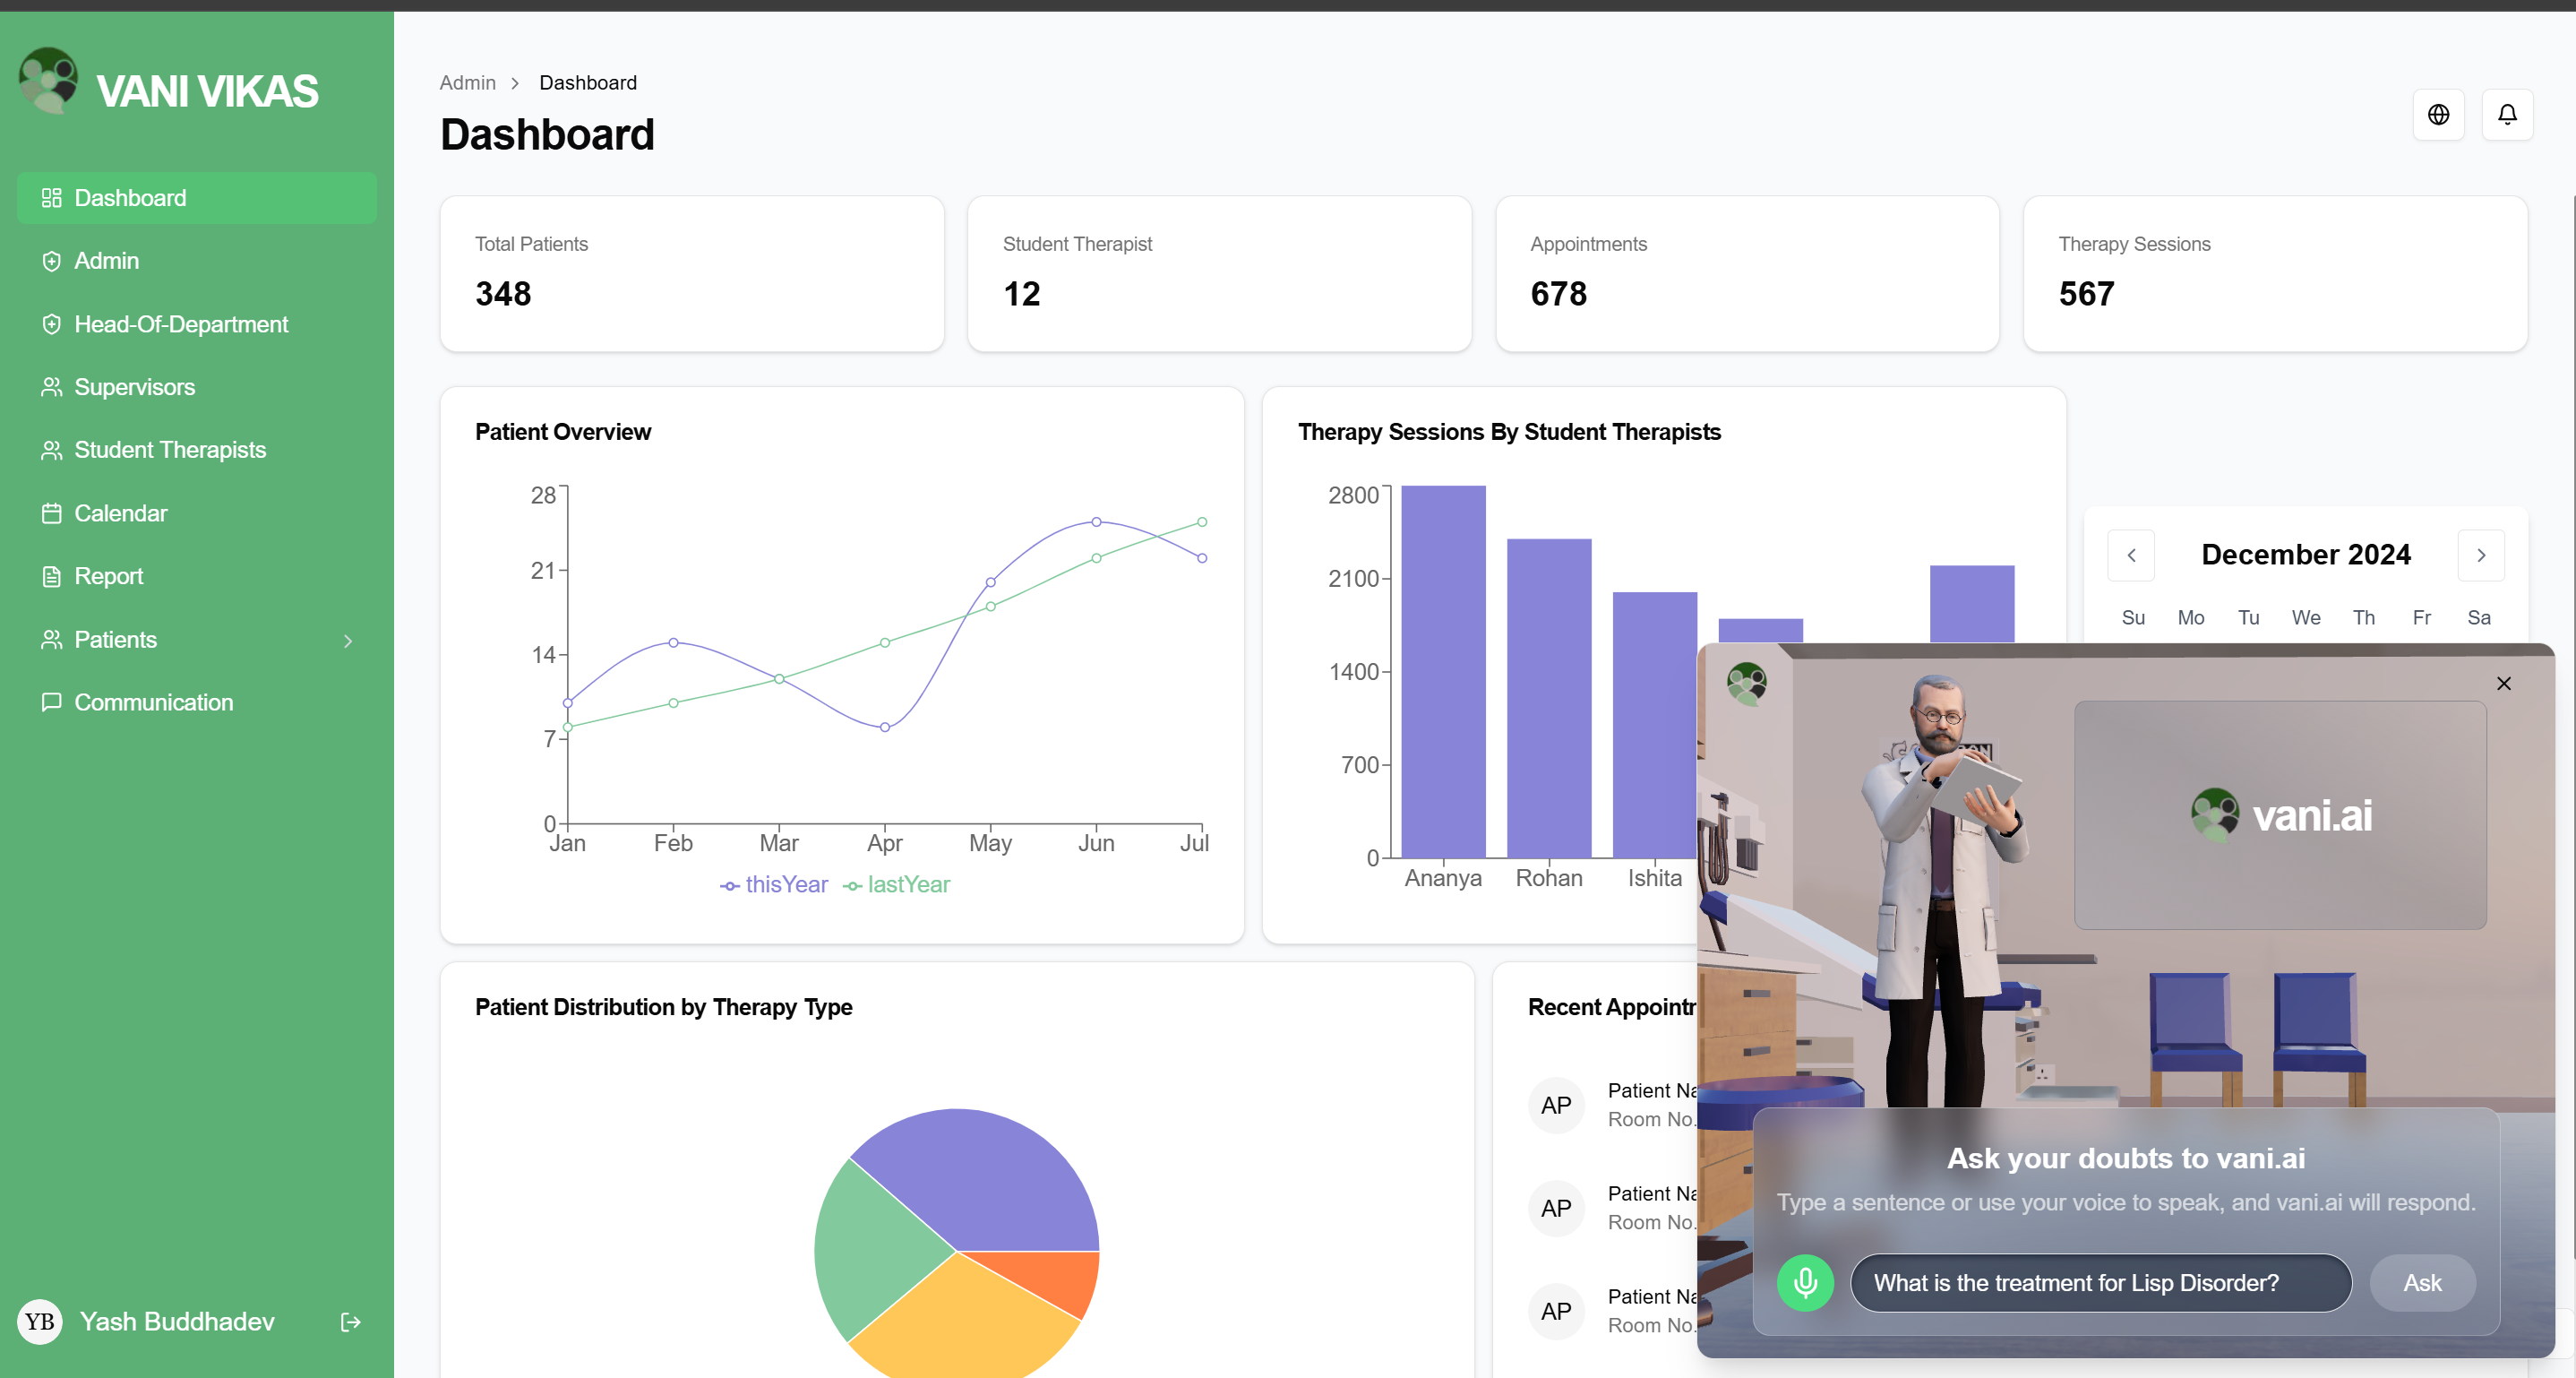 VANI VIKAS
Dashboard
Admin
Head-Of-Department
Supervisors
Student Therapists
Calendar
Report
Patients
Communication
YB Yash Buddhadev
Admin > Dashboard
Dashboard
Total Patients
348
Student Therapist
12
Appointments
678
Therapy Sessions
567
Patient Overview
28
21
14
7
0
Jan Feb Mar Apr May Jun Jul
thisYear lastYear
Therapy Sessions By Student Therapists
2800
2100
1400
700
0
Ananya Rohan Ishita
December 2024
Su Mo Tu We Th Fr Sa
Patient Distribution by Therapy Type
Recent
AP Patient
Room No.
AP Patient
Room No.
AP Patient
Room No.
vani.ai
Ask your doubts to vani.ai
Type a sentence or use your voice to speak, and vani.ai will respond.
What is the treatment for Lisp Disorder?
Ask